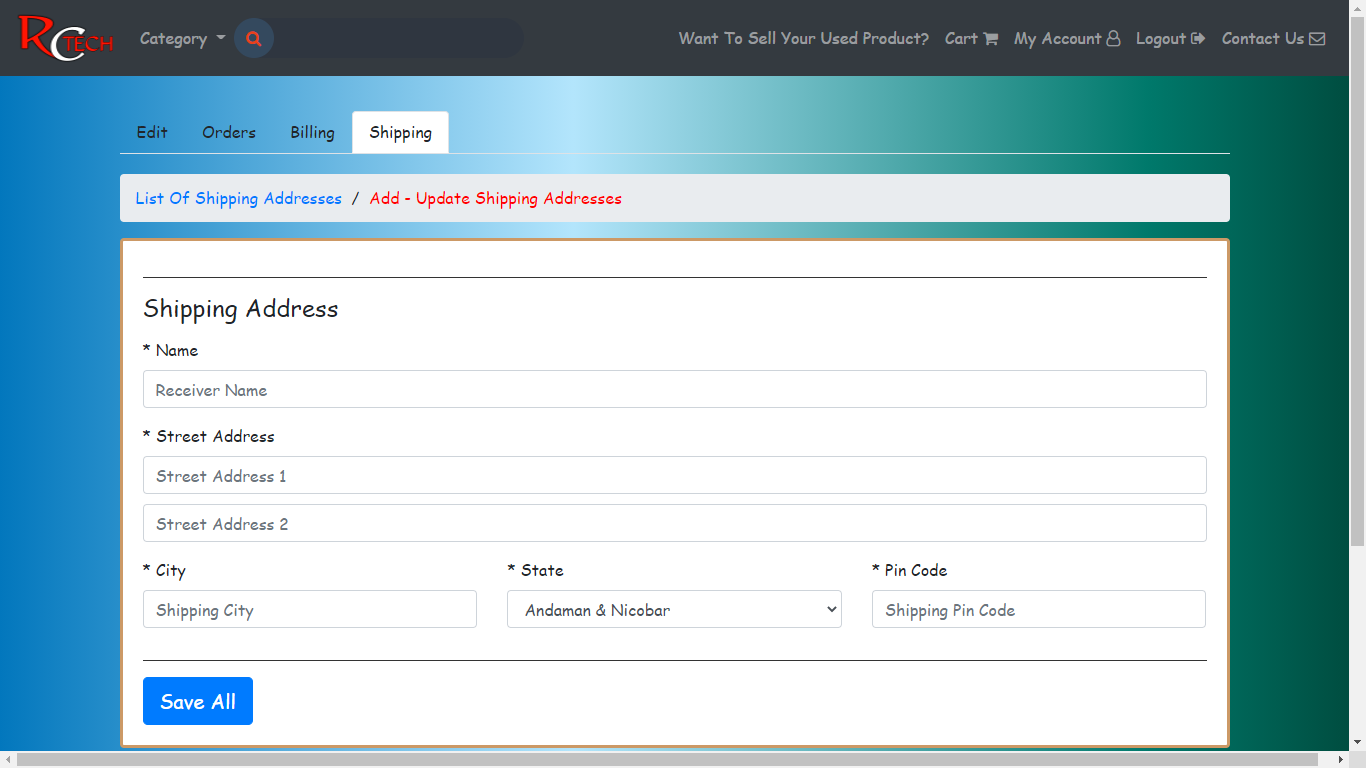 RC TECH Category Want To Sell Your Used Product? Cart My Account Logout Contact Us
Edit Orders Billing Shipping
List Of Shipping Addresses / Add - Update Shipping Addresses
Shipping Address
* Name
Receiver Name
* Street Address
Street Address 1
Street Address 2
* City * State * Pin Code
Shipping City Andaman & Nicobar Shipping Pin Code
Save All